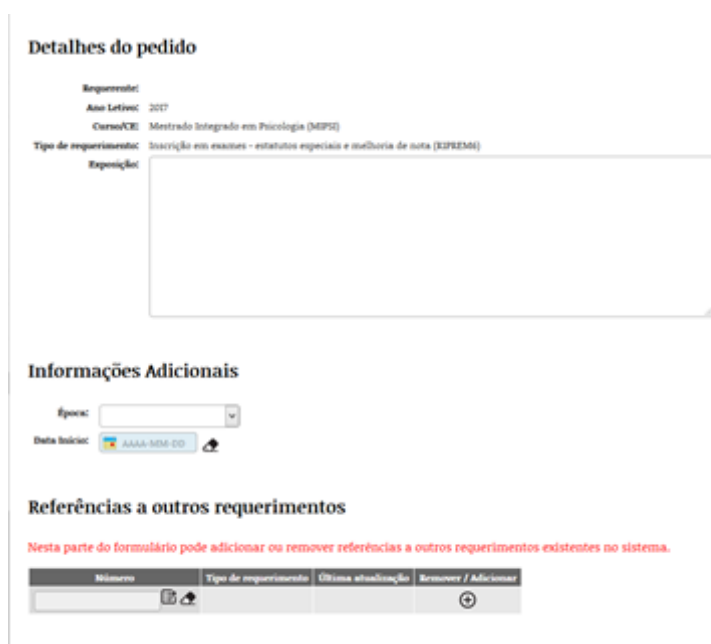 Detalhes do pedido
Requerente:
Ano Letivo: 2017
Curso/CE: Mestrado Integrado em Psicologia (MIPSI)
Tipo de requerimento: Inscrição em exames - estatutos especiais e melhoria de nota (RIPREM6)
Exposição:
Informações Adicionais
Época:
Data Início: AAAA-MM-DD
Referências a outros requerimentos
Nesta parte do formulário pode adicionar ou remover referências a outros requerimentos existentes no sistema.
Número Tipo de requerimento Última atualização Remover / Adicionar